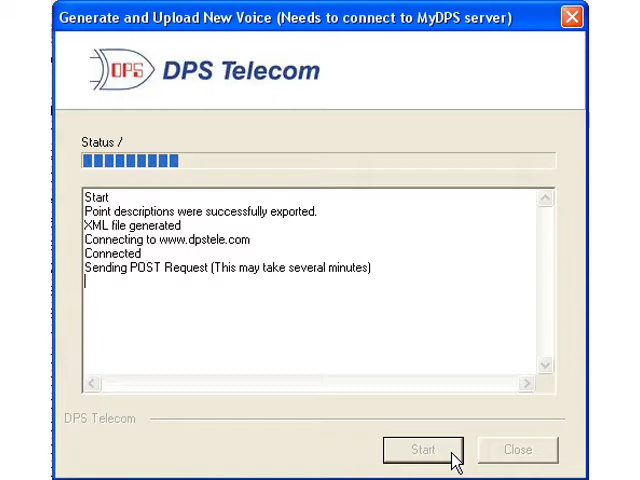 Generate and Upload New Voice (Needs to connect to MyDPS server)
DPS DPS Telecom
Status /
Start
Point descriptions were successfully exported.
XML file generated
Connecting to www.dpstele.com
Connected
Sending POST Request (This may take several minutes)
DPS Telecom
Start Close